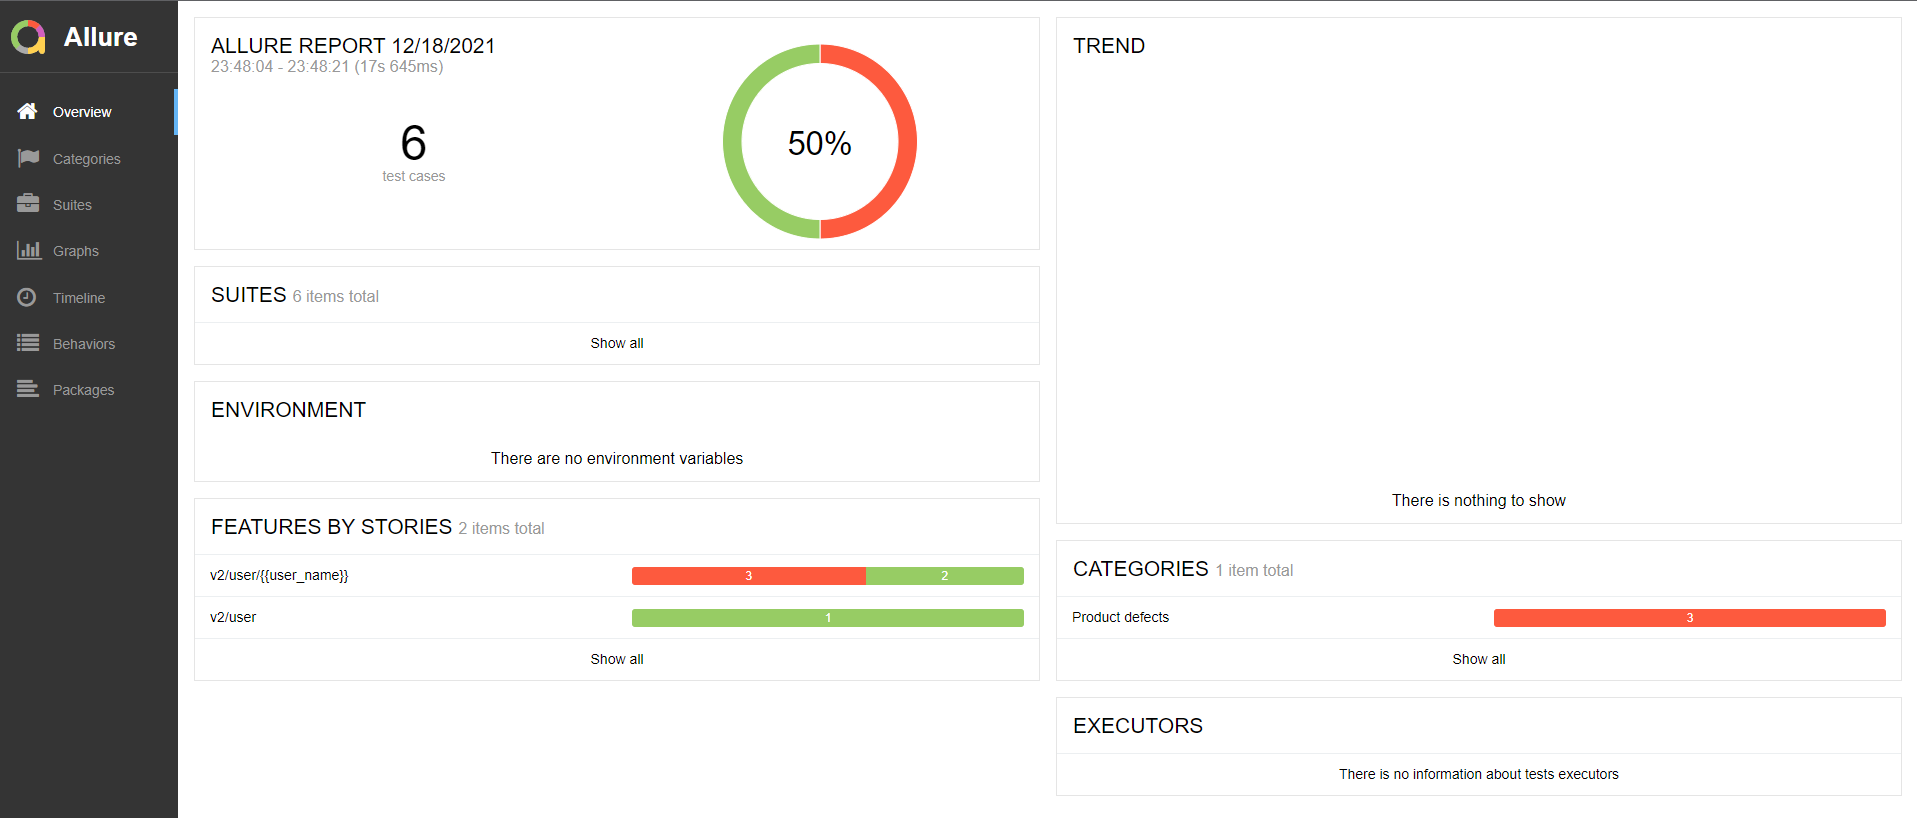 Allure
Overview
Categories
Suites
Graphs
Timeline
Behaviors
Packages
ALLURE REPORT 12/18/2021
23:48:04 - 23:48:21 (17s 645ms)
6
test cases
50%
SUITES 6 items total
Show all
ENVIRONMENT
There are no environment variables
FEATURES BY STORIES 2 items total
v2/user/{{user_name}} 3 2
v2/user 1
Show all
TREND
There is nothing to show
CATEGORIES 1 item total
Product defects 3
Show all
EXECUTORS
There is no information about tests executors